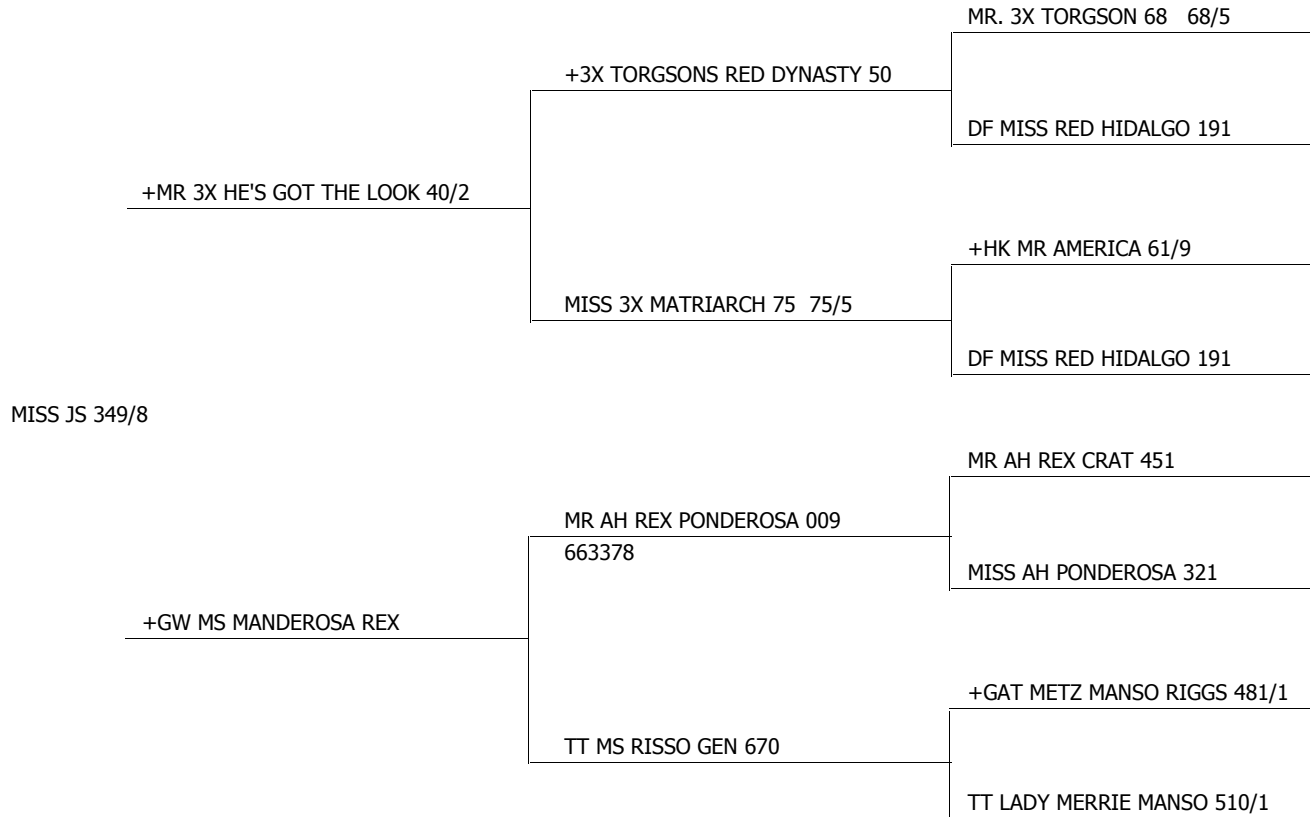 MR. 3X TORGSON 68   68/5
+3X TORGSONS RED DYNASTY 50
DF MISS RED HIDALGO 191
+MR 3X HE'S GOT THE LOOK 40/2
+HK MR AMERICA 61/9
MISS 3X MATRIARCH 75  75/5
DF MISS RED HIDALGO 191
MISS JS 349/8
MR AH REX CRAT 451
MR AH REX PONDEROSA 009
663378
MISS AH PONDEROSA 321
+GW MS MANDEROSA REX
+GAT METZ MANSO RIGGS 481/1
TT MS RISSO GEN 670
TT LADY MERRIE MANSO 510/1